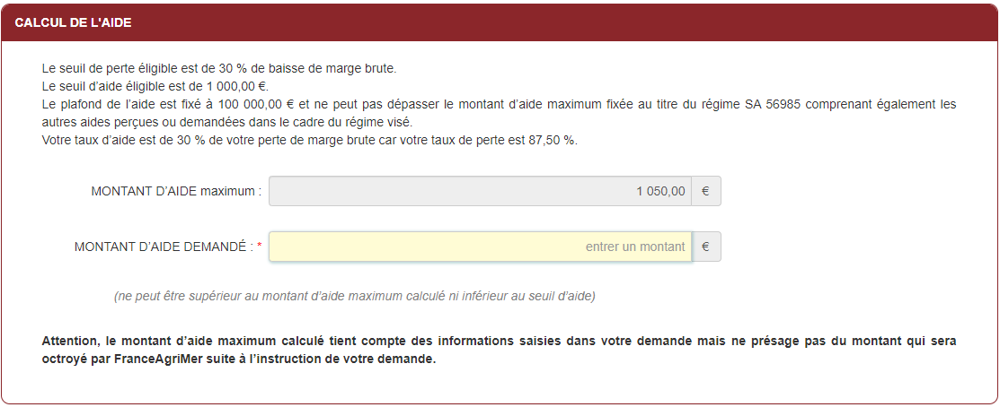 CALCUL DE L'AIDE
Le seuil de perte éligible est de 30 % de baisse de marge brute.
Le seuil d’aide éligible est de 1 000,00 €.
Le plafond de l’aide est fixé à 100 000,00 € et ne peut pas dépasser le montant d’aide maximum fixée au titre du régime SA 56985 comprenant également les
autres aides perçues ou demandées dans le cadre du régime visé.
Votre taux d’aide est de 30 % de votre perte de marge brute car votre taux de perte est 87,50 %.
MONTANT D’AIDE maximum : 1 050,00 €
MONTANT D’AIDE DEMANDÉ : * entrer un montant €
(ne peut être supérieur au montant d’aide maximum calculé ni inférieur au seuil d’aide)
Attention, le montant d’aide maximum calculé tient compte des informations saisies dans votre demande mais ne présage pas du montant qui sera
octroyé par FranceAgriMer suite à l’instruction de votre demande.